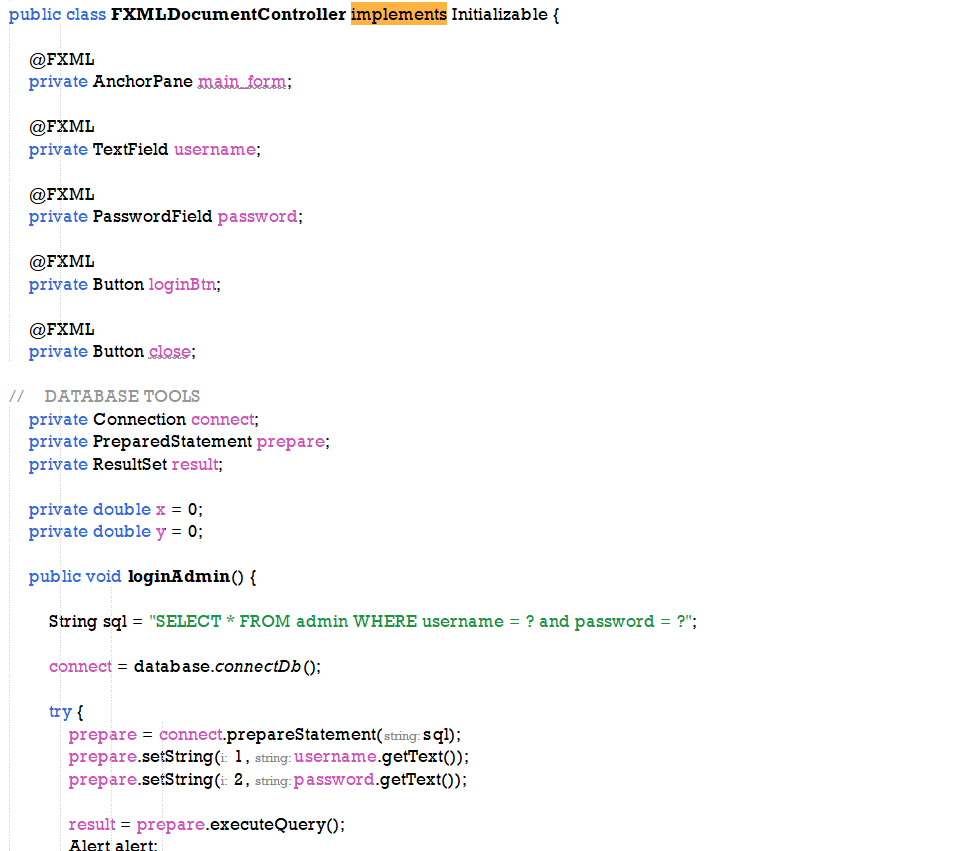 public class FXMLDocumentController implements Initializable {
@FXML
private AnchorPane main_form;
@FXML
private TextField username;
@FXML
private PasswordField password;
@FXML
private Button loginBtn;
@FXML
private Button close;
// DATABASE TOOLS
private Connection connect;
private PreparedStatement prepare;
private ResultSet result;
private double x = 0;
private double y = 0;
public void loginAdmin() {
String sql = "SELECT * FROM admin WHERE username = ? and password = ?";
connect = database.connectDb();
try {
prepare = connect.prepareStatement(string: sql);
prepare.setString(i: 1, string: username.getText());
prepare.setString(i: 2, string: password.getText());
result = prepare.executeQuery();
Alert alert;